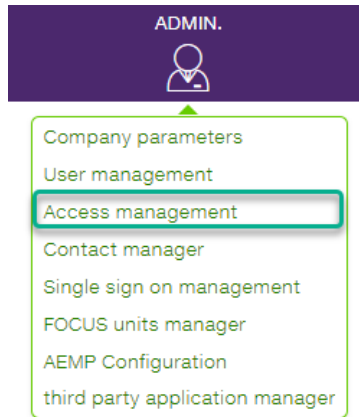 ADMIN.
Company parameters
User management
Access management
Contact manager
Single sign on management
FOCUS units manager
AEMP Configuration
third party application manager